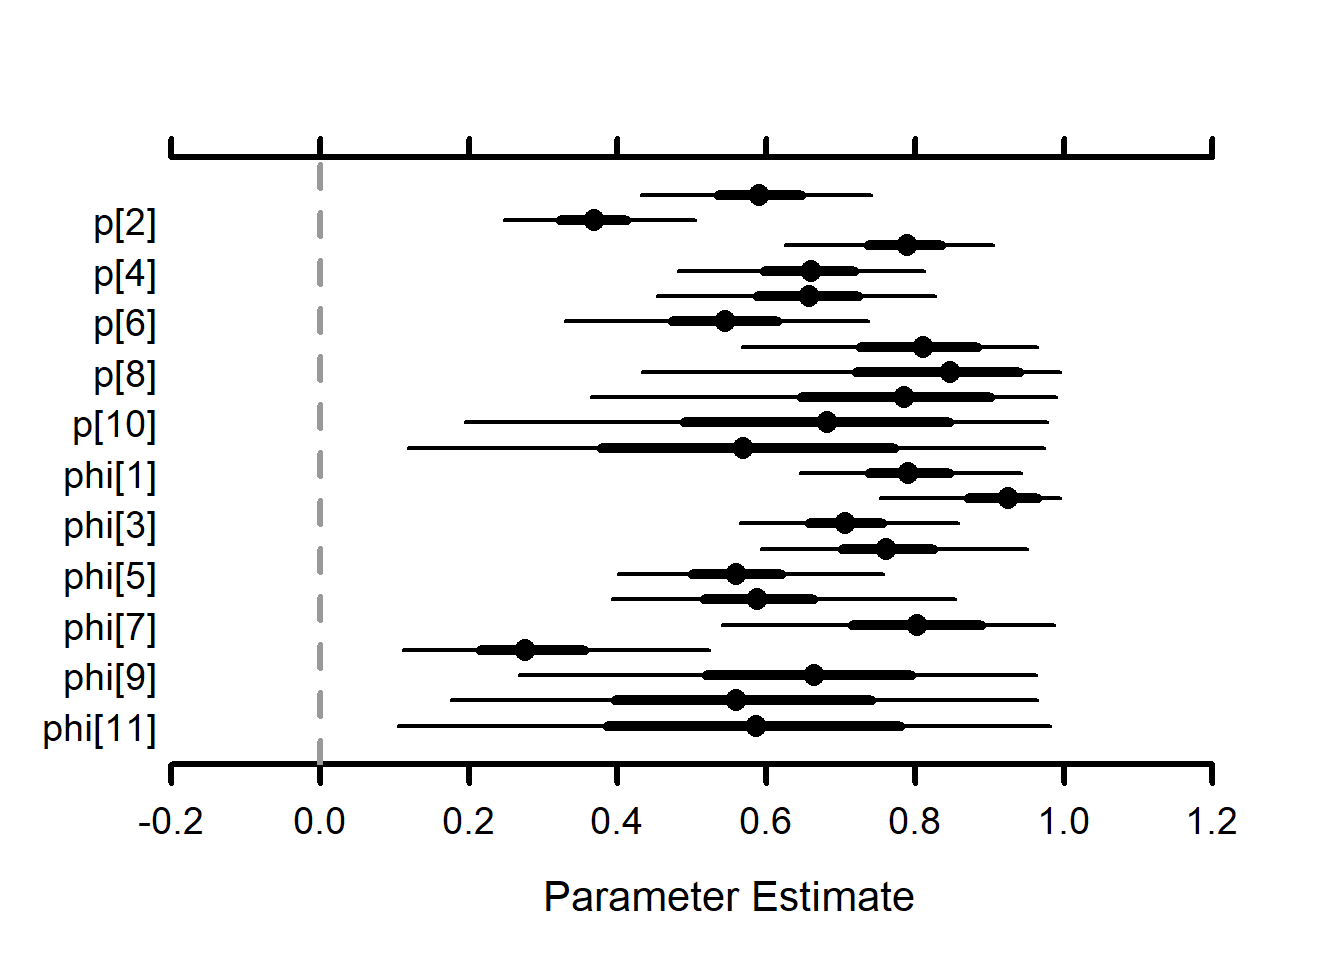 p[2]
p[4]
p[6]
p[8]
p[10]
phi[1]
phi[3]
phi[5]
phi[7]
phi[9]
phi[11]
-0.2 0.0 0.2 0.4 0.6 0.8 1.0 1.2
Parameter Estimate